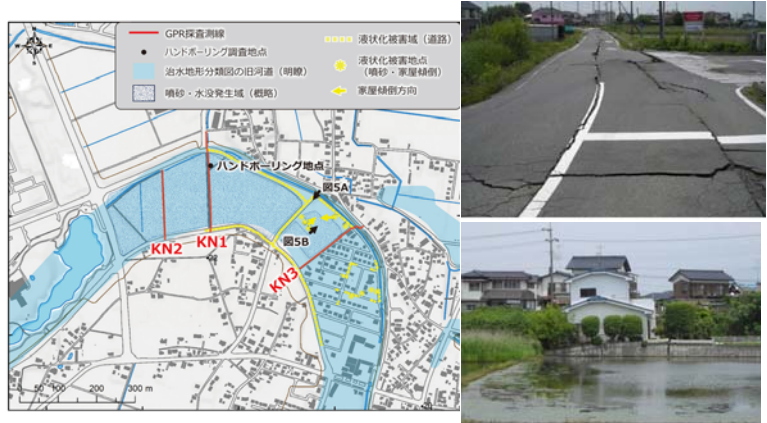 GPR探査測線
ハンドボーリング調査地点
治水地形分類図の旧河道（明瞭）
噴砂・水没発生域（概略）
液状化被害域（道路）
液状化被害地点
（噴砂・家屋傾倒）
家屋傾倒方向
ハンドボーリング地点
図5A
図5B
KN2
KN1
KN3
0 50 100 200 300 m